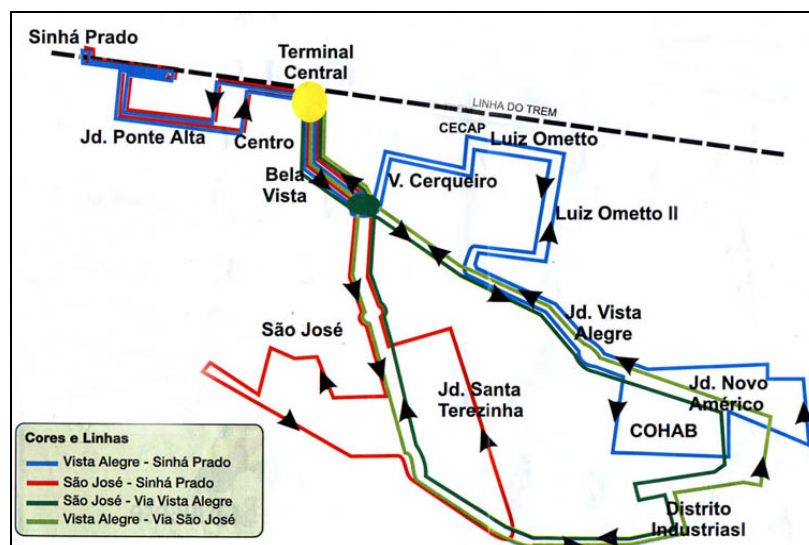 Sinhá Prado
Terminal
Central
LINHA DO TREM
CECAP
Luiz Ometto
Jd. Ponte Alta
Centro
Bela
Vista
V. Cerqueiro
Luiz Ometto II
Jd. Vista
Alegre
São José
Jd. Santa
Terezinha
Jd. Novo
Américo
COHAB
Distrito
Industriasl
Cores e Linhas
Vista Alegre - Sinhá Prado
São José - Sinhá Prado
São José - Via Vista Alegre
Vista Alegre - Via São José